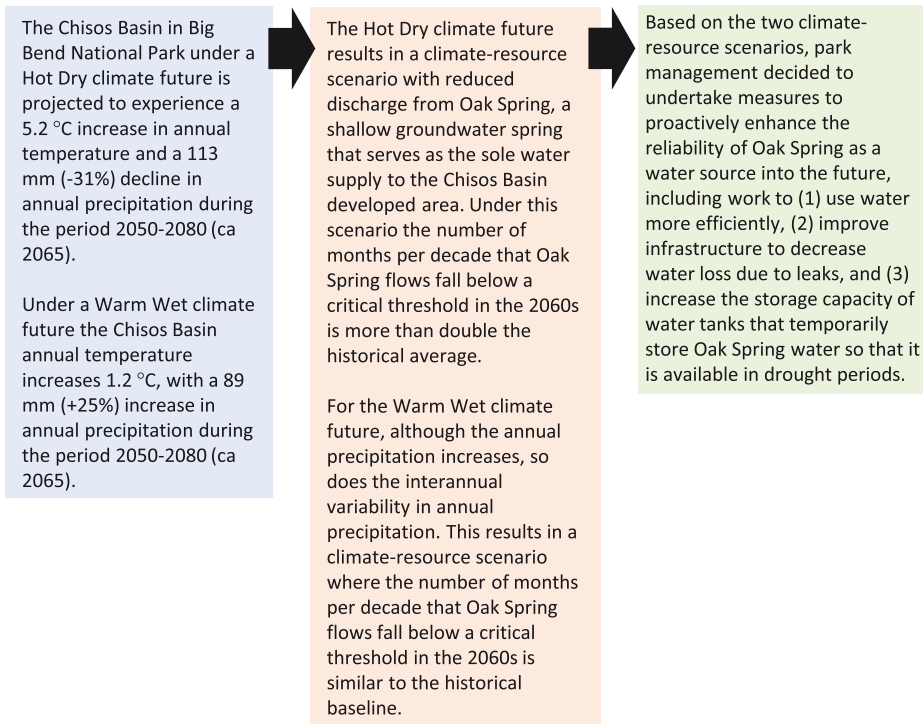 The Chisos Basin in Big
Bend National Park under a
Hot Dry climate future is
projected to experience a
5.2 °C increase in annual
temperature and a 113
mm (-31%) decline in
annual precipitation during
the period 2050-2080 (ca
2065).
Under a Warm Wet climate
future the Chisos Basin
annual temperature
increases 1.2 °C, with a 89
mm (+25%) increase in
annual precipitation during
the period 2050-2080 (ca
2065).
The Hot Dry climate future
results in a climate-resource
scenario with reduced
discharge from Oak Spring, a
shallow groundwater spring
that serves as the sole water
supply to the Chisos Basin
developed area. Under this
scenario the number of
months per decade that Oak
Spring flows fall below a
critical threshold in the 2060s
is more than double the
historical average.
For the Warm Wet climate
future, although the annual
precipitation increases, so
does the interannual
variability in annual
precipitation. This results in a
climate-resource scenario
where the number of months
per decade that Oak Spring
flows fall below a critical
threshold in the 2060s is
similar to the historical
baseline.
Based on the two climate-
resource scenarios, park
management decided to
undertake measures to
proactively enhance the
reliability of Oak Spring as a
water source into the future,
including work to (1) use water
more efficiently, (2) improve
infrastructure to decrease
water loss due to leaks, and (3)
increase the storage capacity of
water tanks that temporarily
store Oak Spring water so that it
is available in drought periods.